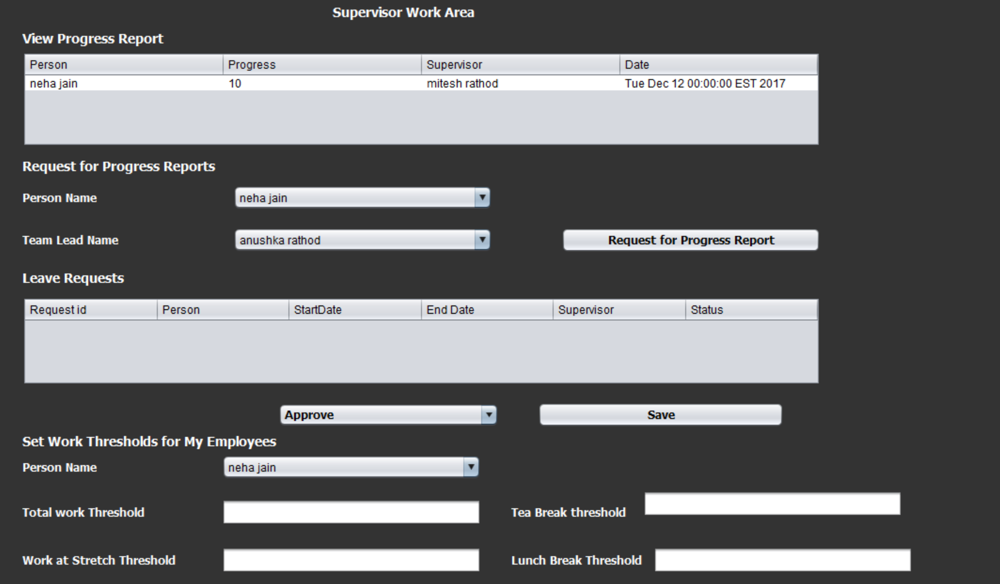 Supervisor Work Area
View Progress Report
Person Progress Supervisor Date
neha jain 10 mitesh rathod Tue Dec 12 00:00:00 EST 2017
Request for Progress Reports
Person Name neha jain
Team Lead Name anushka rathod Request for Progress Report
Leave Requests
Request id Person StartDate End Date Supervisor Status
Approve Save
Set Work Thresholds for My Employees
Person Name neha jain
Total work Threshold Tea Break threshold
Work at Stretch Threshold Lunch Break Threshold